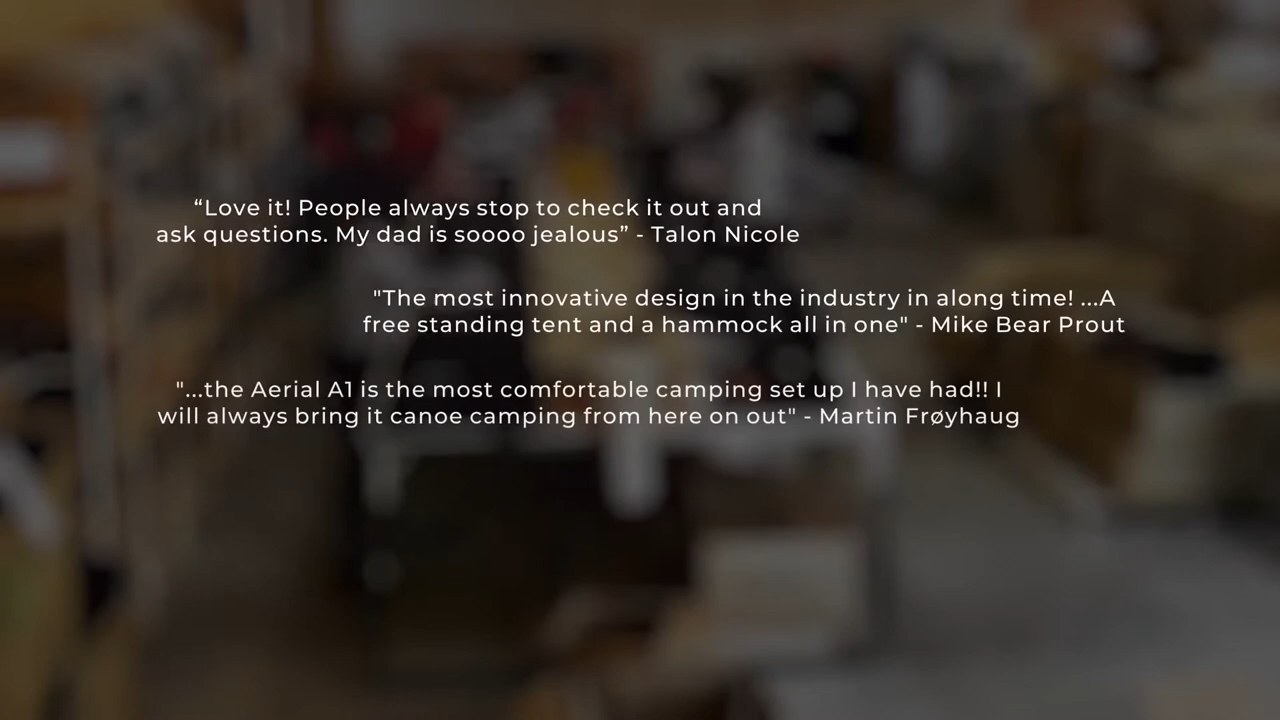 “Love it! People always stop to check it out and
ask questions. My dad is soooo jealous” - Talon Nicole
"The most innovative design in the industry in along time! ...A
free standing tent and a hammock all in one" - Mike Bear Prout
"...the Aerial A1 is the most comfortable camping set up I have had!! I
will always bring it canoe camping from here on out" - Martin Frøyhaug